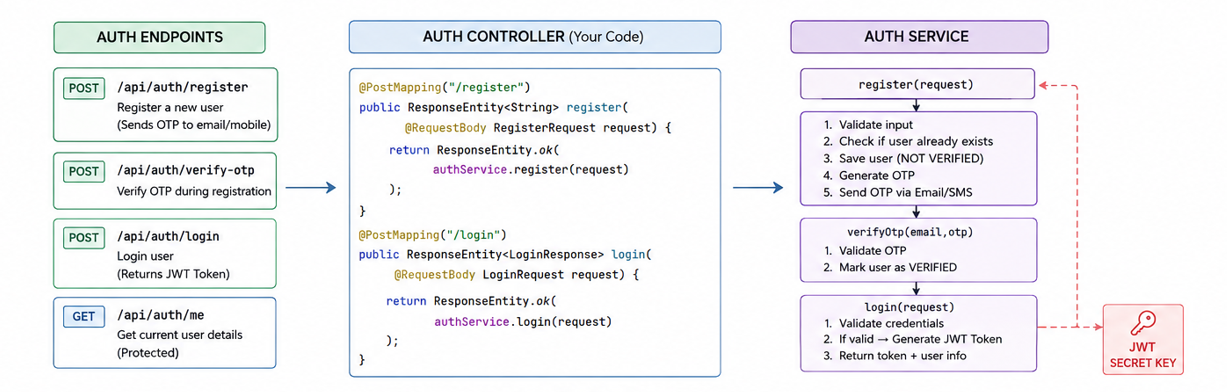 AUTH ENDPOINTS
POST /api/auth/register
Register a new user
(Sends OTP to email/mobile)
POST /api/auth/verify-otp
Verify OTP during registration
POST /api/auth/login
Login user
(Returns JWT Token)
GET /api/auth/me
Get current user details
(Protected)
AUTH CONTROLLER (Your Code)
@PostMapping("/register")
public ResponseEntity<String> register(
@RequestBody RegisterRequest request) {
return ResponseEntity.ok(
authService.register(request)
);
}
@PostMapping("/login")
public ResponseEntity<LoginResponse> login(
@RequestBody LoginRequest request) {
return ResponseEntity.ok(
authService.login(request)
);
}
AUTH SERVICE
register(request)
1. Validate input
2. Check if user already exists
3. Save user (NOT VERIFIED)
4. Generate OTP
5. Send OTP via Email/SMS
verifyOtp(email,otp)
1. Validate OTP
2. Mark user as VERIFIED
login(request)
1. Validate credentials
2. If valid → Generate JWT Token
3. Return token + user info
JWT
SECRET KEY